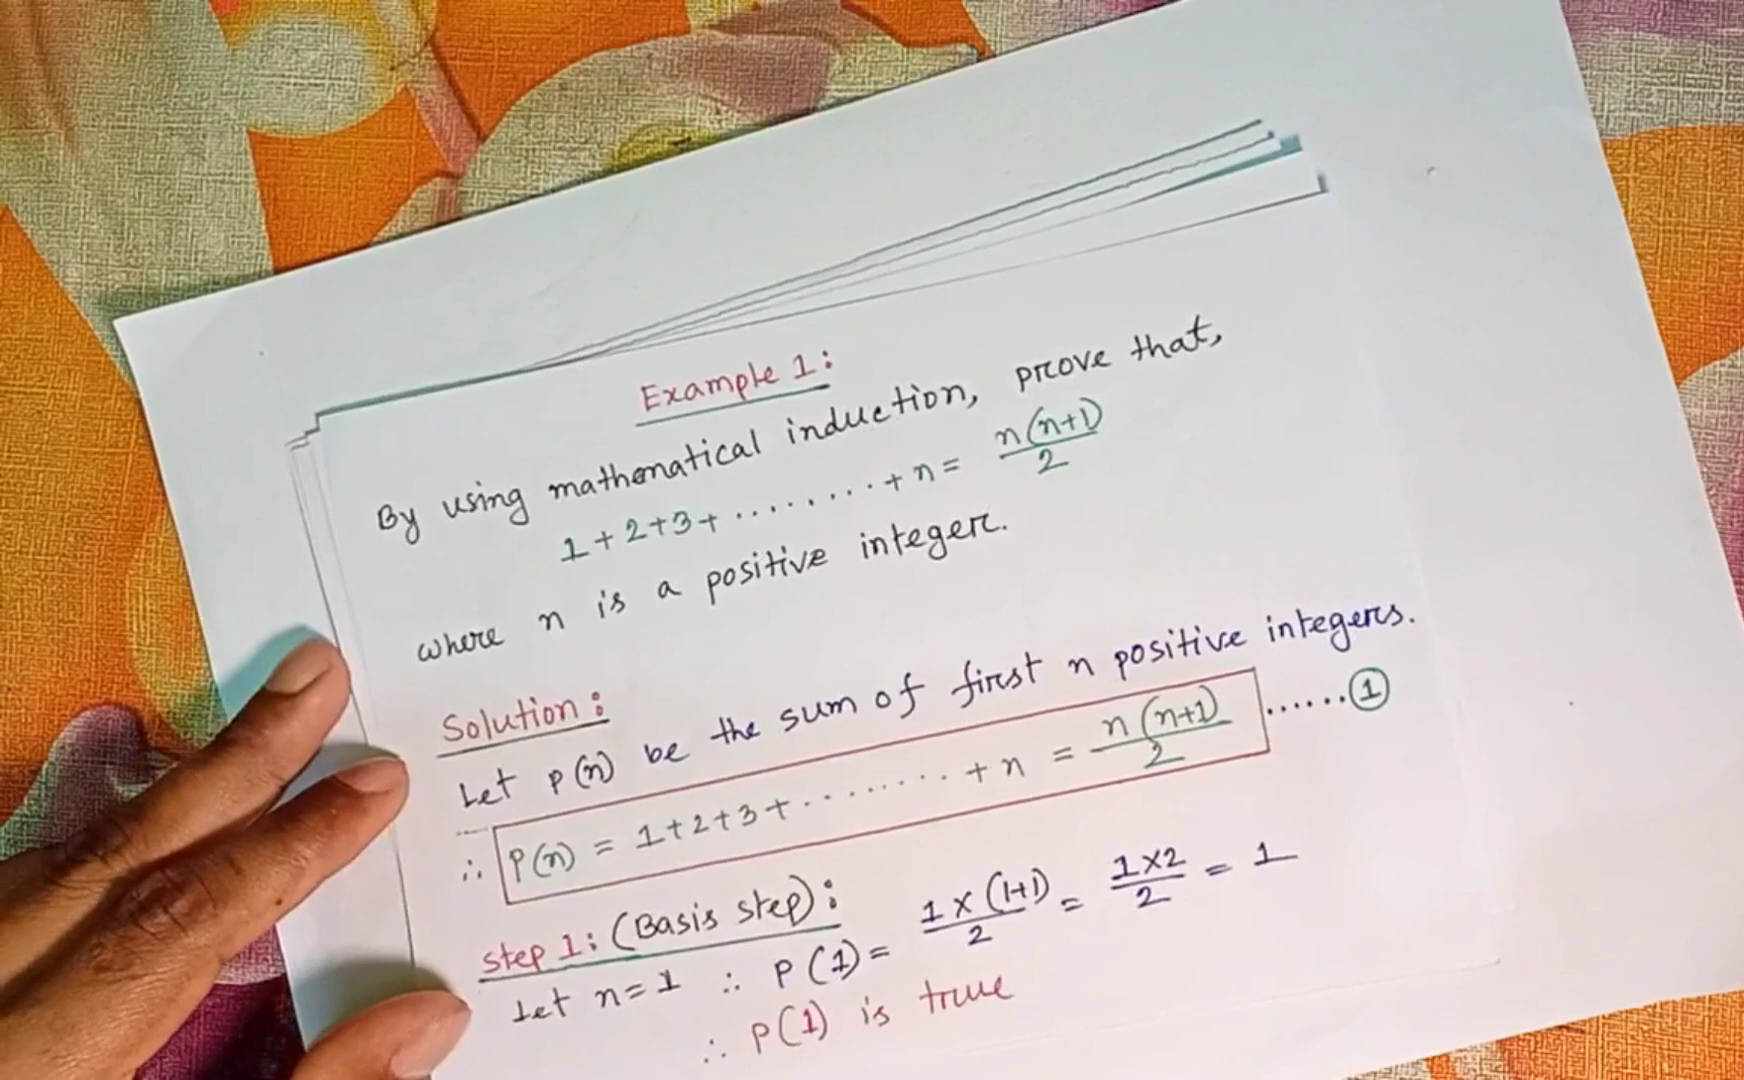 Example 1:
By using mathematical induction, prove that,
1+2+3+ ......... + n = n(n+1)/2
where n is a positive integer.
Solution:
Let p(n) be the sum of first n positive integers.
∴ P(n) = 1+2+3+ ......... + n = n(n+1)/2 ......①
Step 1: (Basis step):
Let n=1 ∴ P(1) = 1×(1+1)/2 = 1×2/2 = 1
∴ P(1) is true